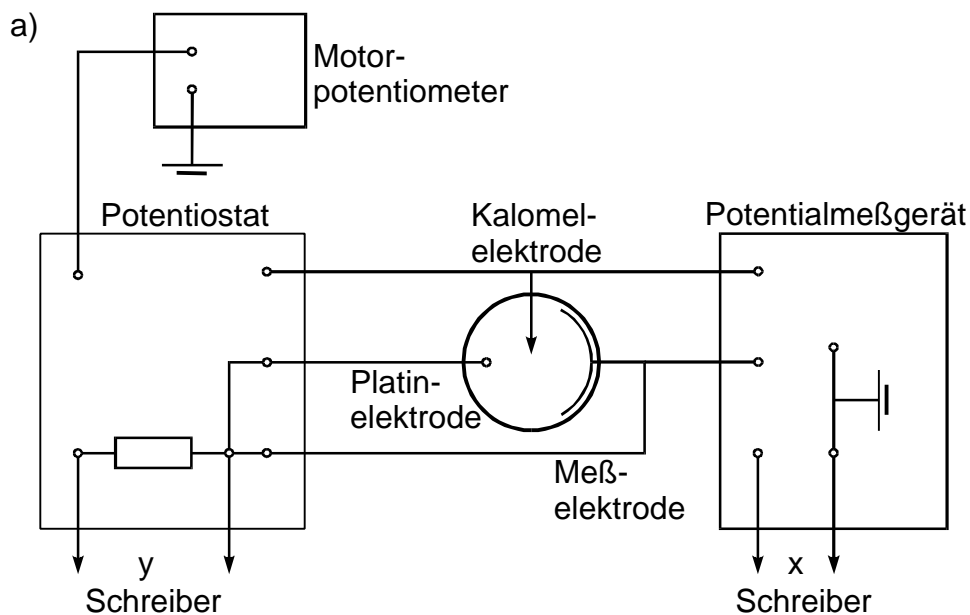 a)
Motor-
potentiometer
Potentiostat
Kalomel-
elektrode
Potentialmeßgerät
Platin-
elektrode
Meß-
elektrode
y
Schreiber
x
Schreiber